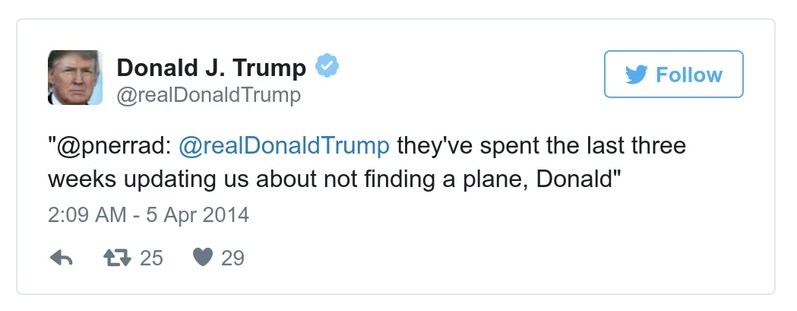 Donald J. Trump
@realDonaldTrump
Follow
"@pnerrad: @realDonaldTrump they've spent the last three
weeks updating us about not finding a plane, Donald"
2:09 AM - 5 Apr 2014
25 29